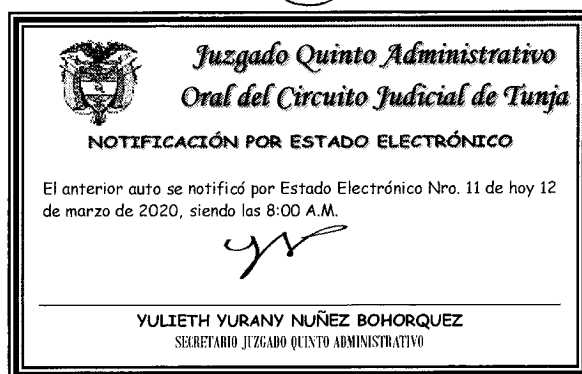 Juzgado Quinto Administrativo
Oral del Circuito Judicial de Tunja
NOTIFICACIÓN POR ESTADO ELECTRÓNICO
El anterior auto se notificó por Estado Electrónico Nro. 11 de hoy 12
de marzo de 2020, siendo las 8:00 A.M.
YULIETH YURANY NUÑEZ BOHORQUEZ
SECRETARIO JUZGADO QUINTO ADMINISTRATIVO